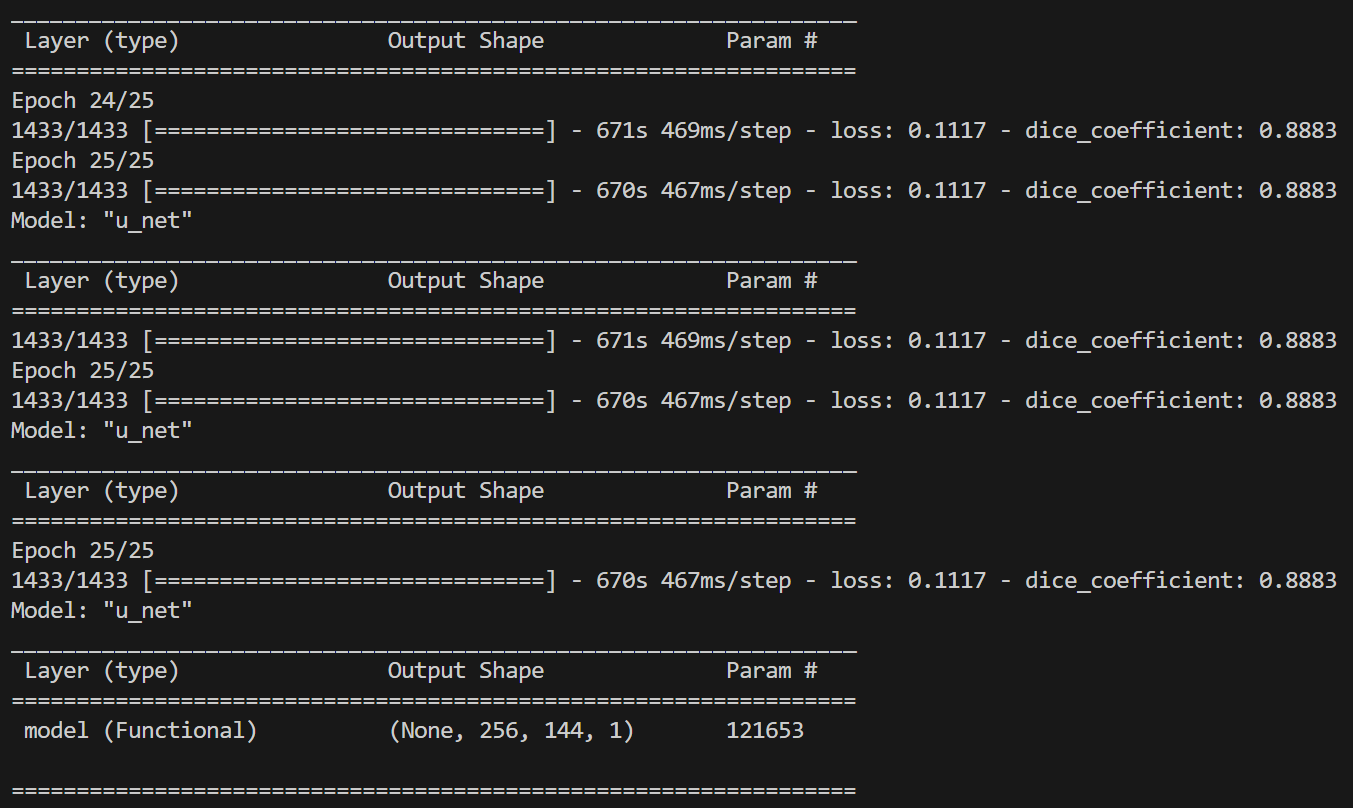 _________________________________________________________________
 Layer (type)                Output Shape              Param #
=================================================================
Epoch 24/25
1433/1433 [==============================] - 671s 469ms/step - loss: 0.1117 - dice_coefficient: 0.8883
Epoch 25/25
1433/1433 [==============================] - 670s 467ms/step - loss: 0.1117 - dice_coefficient: 0.8883
Model: "u_net"
_________________________________________________________________
 Layer (type)                Output Shape              Param #
=================================================================
1433/1433 [==============================] - 671s 469ms/step - loss: 0.1117 - dice_coefficient: 0.8883
Epoch 25/25
1433/1433 [==============================] - 670s 467ms/step - loss: 0.1117 - dice_coefficient: 0.8883
Model: "u_net"
_________________________________________________________________
 Layer (type)                Output Shape              Param #
=================================================================
Epoch 25/25
1433/1433 [==============================] - 670s 467ms/step - loss: 0.1117 - dice_coefficient: 0.8883
Model: "u_net"
_________________________________________________________________
 Layer (type)                Output Shape              Param #
=================================================================
 model (Functional)          (None, 256, 144, 1)       121653

=================================================================